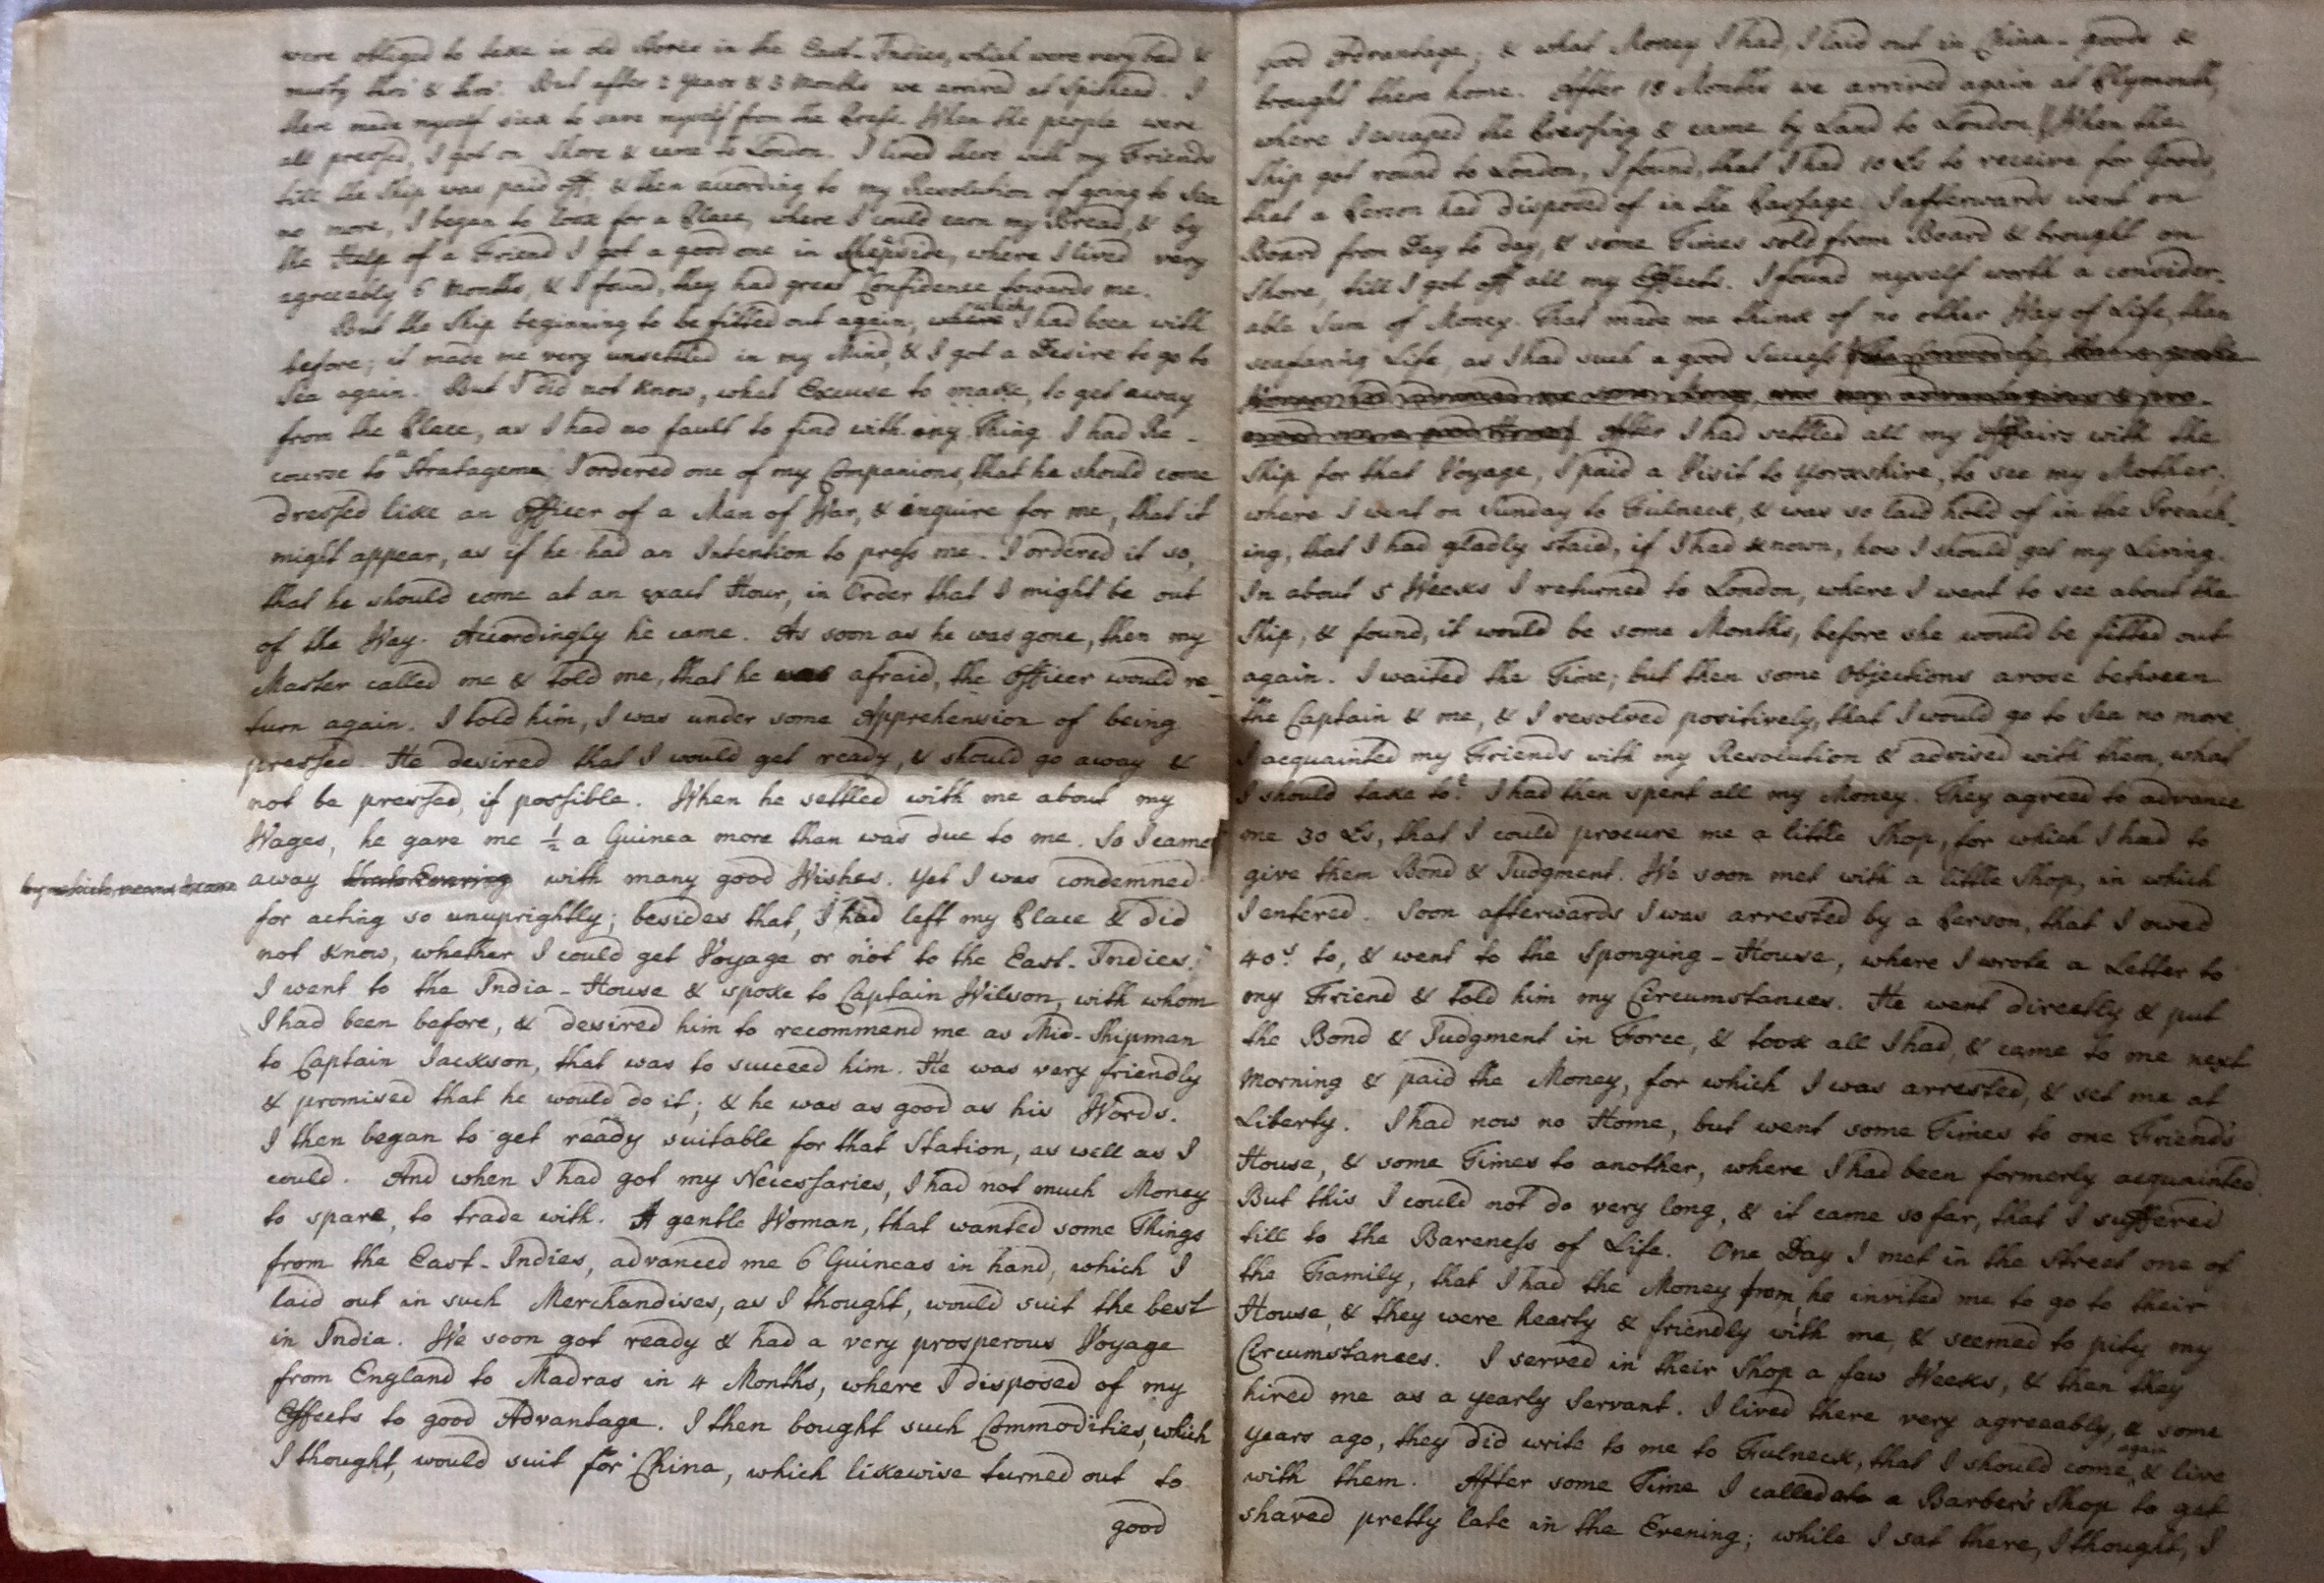 were obliged to take in old Stores in the East-Indies, which were very bad &
musty thro' & thro'. But after 2 years & 3 Months we arrived at Spithead. I
there made myself sick to save myself from the Press. When the people were
all pressed, I got on Shore & came to London. I lived there with my Friends
till the Ship was paid off, & then according to my Resolution of going to Sea
no more, I began to look for a Place, where I could earn my Bread, & by
the Help of a Friend I got a good one in Cheapside, where I lived very
agreeably 6 Months, & I found, they had great Confidence towards me.
But the Ship beginning to be fitted out again, where which I had been with
before; it made me very unsettled in my Mind, & I got a Desire to go to
Sea again. But I did not know, what Excuse to make, to get away
from the Place, as I had no fault to find with any Thing. I had Re-
course to a Stratageme; I ordered one of my Companions, that he should come
dressed like an Officer of a Man of War, & enquire for me, that it
might appear, as if he had an Intention to press me. I ordered it so,
that he should come at an exact Hour, in Order that I might be out
of the Way. Accordingly he came. As soon as he was gone, then my
Master called me & told me, that he was afraid, the Officer would re-
turn again. I told him, I was under some Apprehension of being
pressed. He desired that I would get ready, & should go away &
not be pressed, if possible. When he settled with me about my
Wages, he gave me ½ a Guinea more than was due to me. So I came
by which means I came away that Evening with many good Wishes. Yet I was condemned
for acting so unuprightly; besides that, I had left my Place & did
not know, whether I could get Voyage or not to the East-Indies.
I went to the India-House & spoke to Captain Wilson, with whom
I had been before, & desired him to recommend me as Mid-Shipman
to Captain Jackson, that was to succeed him. He was very friendly
& promised that he would do it; & he was as good as his Words.
I then began to get ready suitable for that Station, as well as I
could. And when I had got my Necessaries, I had not much Money
to spare, to trade with. A gentle Woman, that wanted some Things
from the East-Indies, advanced me 6 Guineas in hand, which I
laid out in such Merchandises, as I thought, would suit the best
in India. We soon got ready & had a very prosperous Voyage
from England to Madras in 4 Months, where I disposed of my
Effects to good Advantage. I then bought such Commodities, which
I thought, would suit for China, which likewise turned out to
good
good Advantage; & what Money I had, I laid out in China-goods &
brought them home. After 18 Months we arrived again at Plymouth,
where I escaped the Pressing & came by Land to London. When the
Ship got round to London, I found, that I had 10 Ls to receive for Goods,
that a Person had disposed of in the Passage. I afterwards went on
Board from Day to day, & some Times sold from Board & brought on
Shore, till I got off all my Effects. I found myself worth a consider-
able Sum of Money. That made me think of no other Way of Life, than
seafaring Life, as I had such a good Success
After I had settled all my Affairs with the
Ship for that Voyage, I paid a Visit to Yorkshire, to see my Mother,
where I went on Sunday to Fulneck, & was so laid hold of in the Preach-
ing, that I had gladly staid, if I had known, how I should get my Living.
In about 5 Weeks I returned to London, where I went to see about the
Ship, & found, it would be some Months, before she would be fitted out
again. I waited the Time; but then some Objections arose between
the Captain & me, & I resolved positively, that I would go to Sea no more.
I acquainted my Friends with my Resolution & advised with them, what
I should take to? I had then spent all my Money. They agreed to advance
me 30 Ls, that I could procure me a little Shop, for which I had to
give them Bond & Judgment. We soon met with a little Shop, in which
I entered. Soon afterwards I was arrested by a Person, that I owed
40s. to, & went to the Sponging-House, where I wrote a Letter to
my Friend & told him my Circumstances. He went directly & put
the Bond & Judgment in Force, & took all I had, & came to me next
Morning & paid the Money, for which I was arrested, & set me at
Liberty. I had now no Home, but went some Times to one Friend's
House, & some Times to another, where I had been formerly acquainted.
But this I could not do very long, & it came so far, that I suffered
till to the Bareness of Life. One Day I met in the Street one of
the Family, that I had the Money from, he invited me to go to their
House, & they were hearty & friendly with me, & seemed to pity my
Circumstances. I served in their Shop a few Weeks, & then they
hired me as a yearly Servant. I lived there very agreeably, & some
years ago, they did write to me to Fulneck, that I should come again & live
with them. After some Time I called at a Barber's Shop to get
shaved pretty late in the Evening; while I sat there, I thought, I